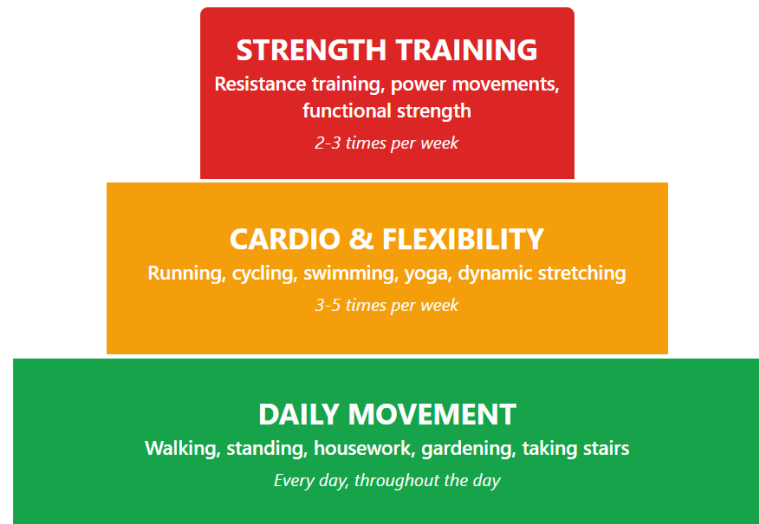 STRENGTH TRAINING
Resistance training, power movements,
functional strength
2-3 times per week
CARDIO & FLEXIBILITY
Running, cycling, swimming, yoga, dynamic stretching
3-5 times per week
DAILY MOVEMENT
Walking, standing, housework, gardening, taking stairs
Every day, throughout the day